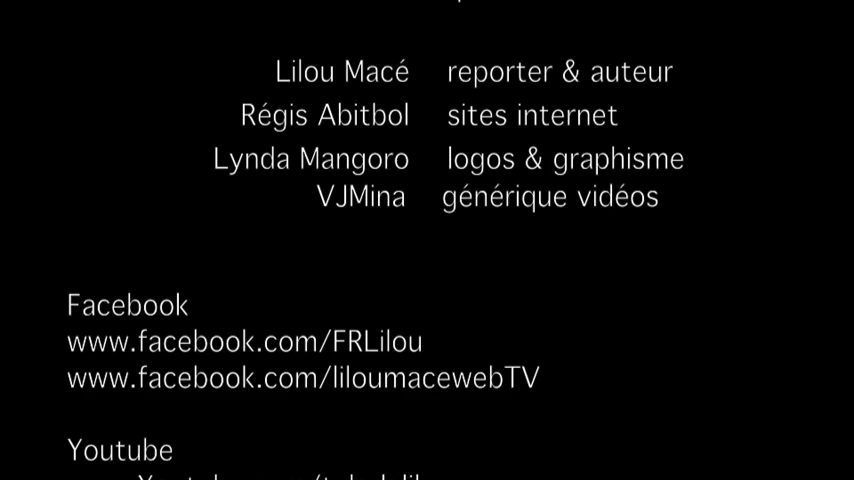 Lilou Macé reporter & auteur
Régis Abitbol sites internet
Lynda Mangoro logos & graphisme
VJMina générique vidéos
Facebook
www.facebook.com/FRLilou
www.facebook.com/liloumacewebTV
Youtube